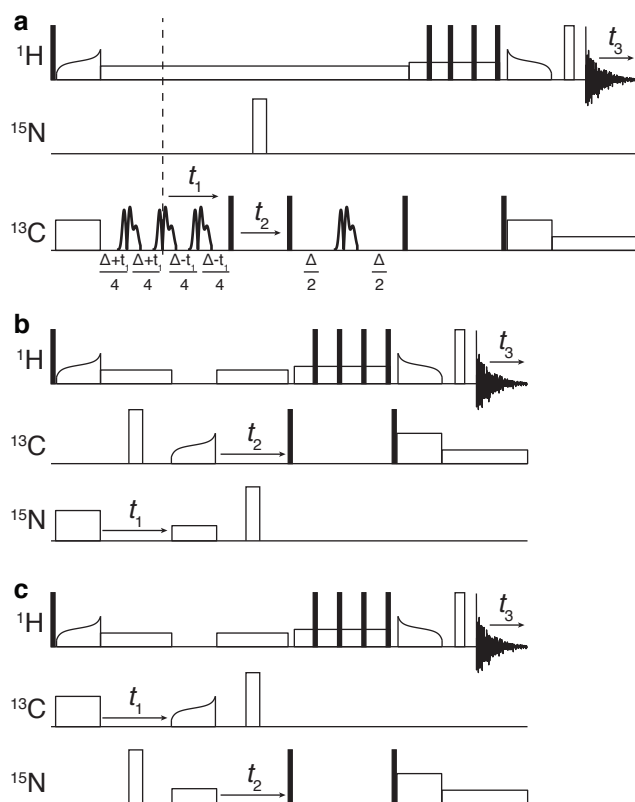 a
¹H
t₃
¹⁵N
t₁
¹³C
t₂
Δ+t₁ Δ+t₁ Δ-t₁ Δ-t₁ Δ Δ
4 4 4 4 2 2
b
¹H
t₃
¹³C
t₂
¹⁵N
t₁
c
¹H
t₃
¹³C
t₁
¹⁵N
t₂